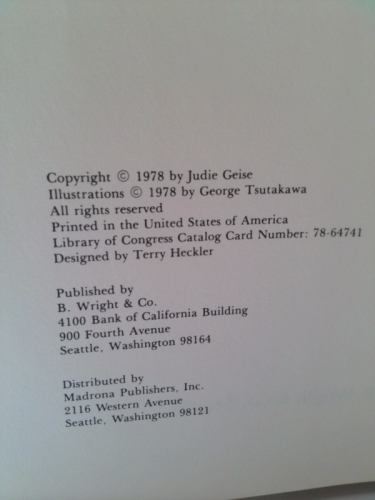 Copyright © 1978 by Judie Geise
Illustrations © 1978 by George Tsutakawa
All rights reserved
Printed in the United States of America
Library of Congress Catalog Card Number: 78-64741
Designed by Terry Heckler
Published by
B. Wright & Co.
4100 Bank of California Building
900 Fourth Avenue
Seattle, Washington 98164
Distributed by
Madrona Publishers, Inc.
2116 Western Avenue
Seattle, Washington 98121